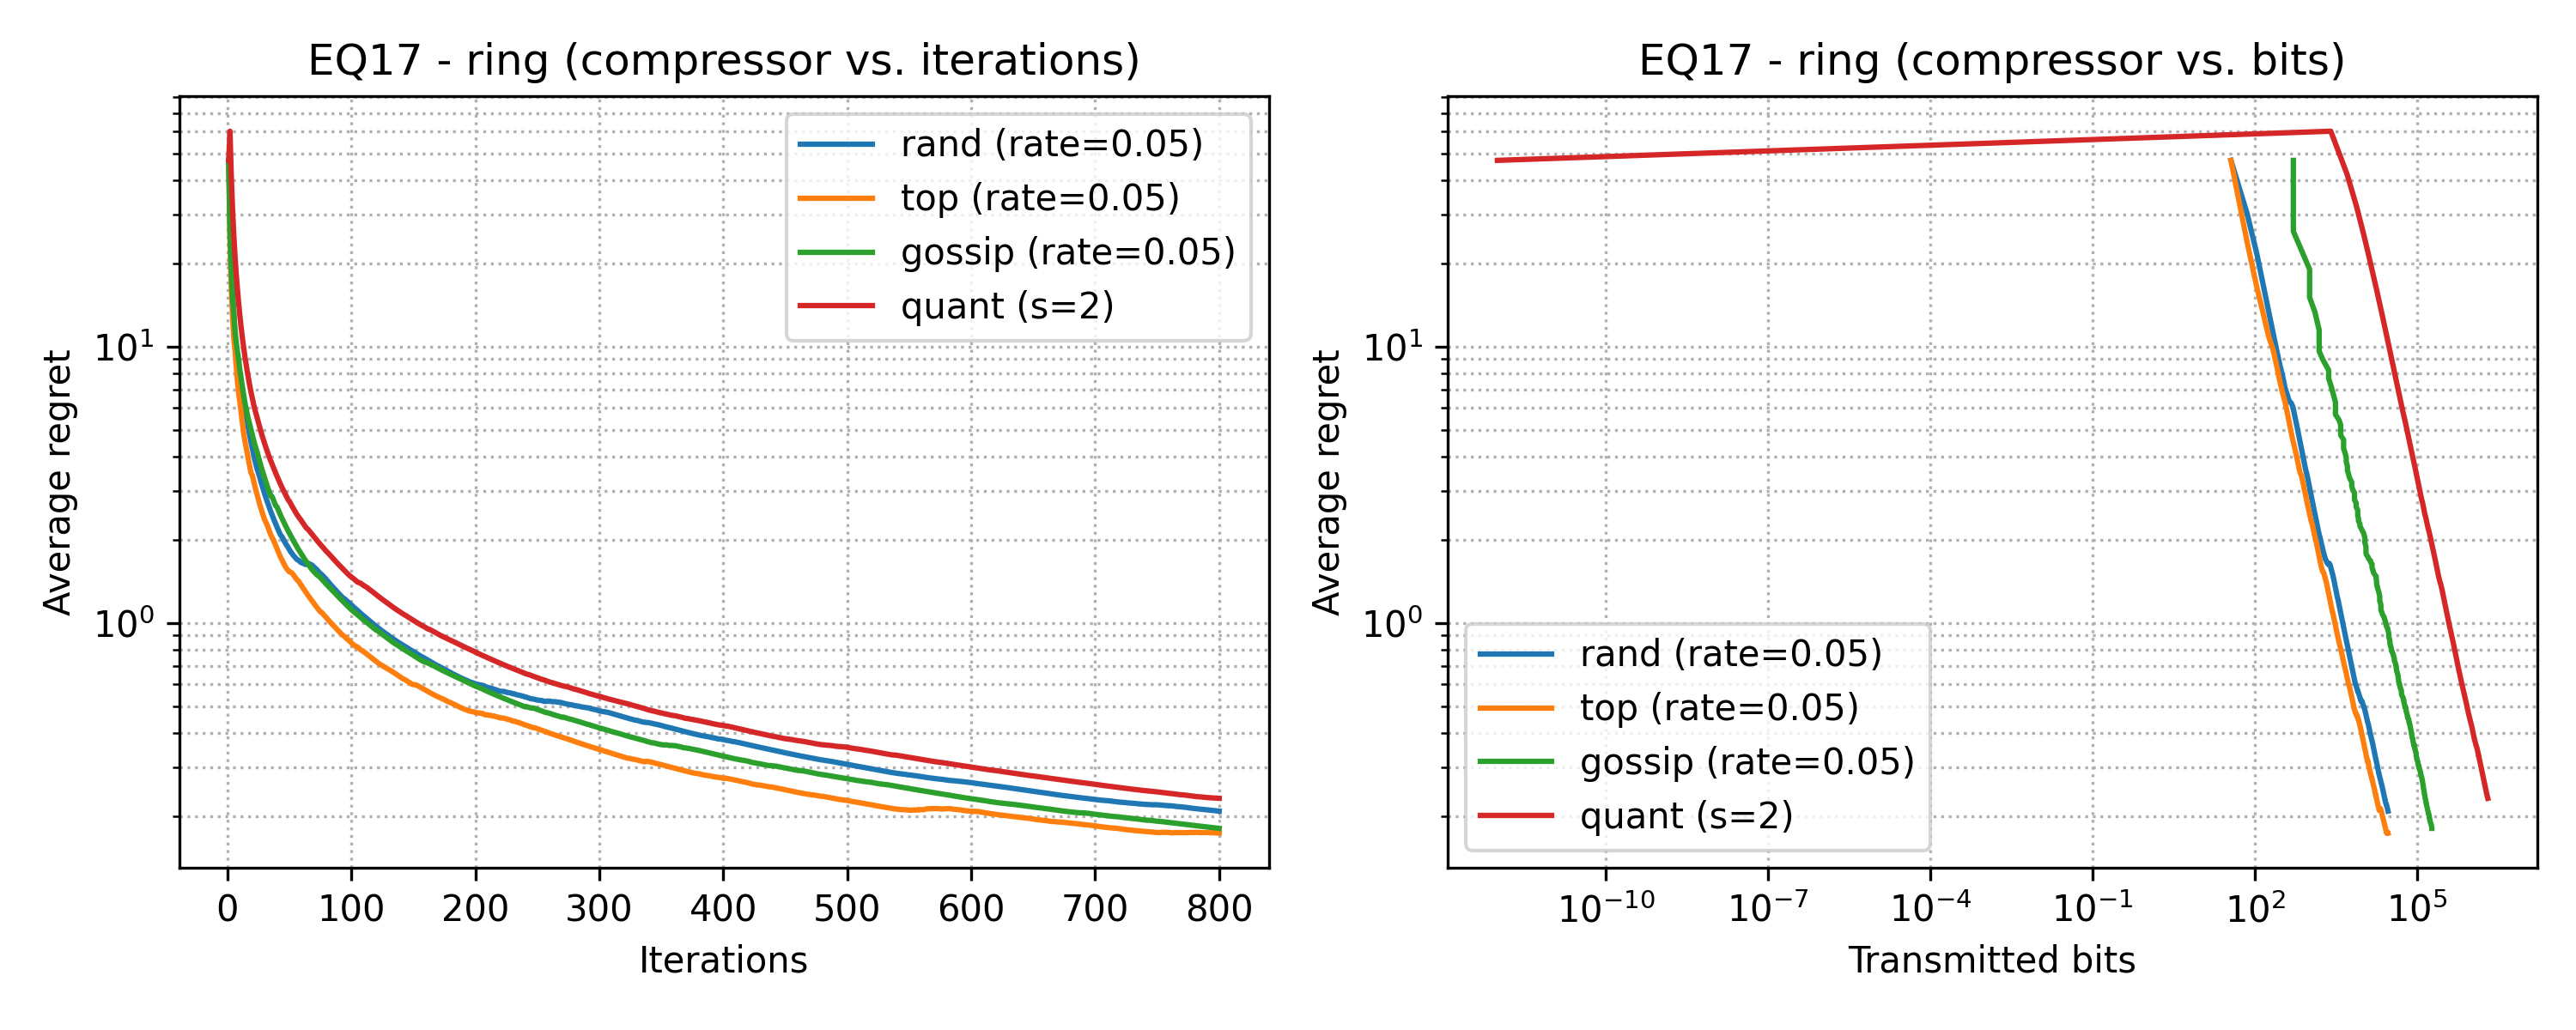 EQ17 - ring (compressor vs. iterations)
rand (rate=0.05)
top (rate=0.05)
gossip (rate=0.05)
quant (s=2)
Average regret
10¹
10⁰
0 100 200 300 400 500 600 700 800
Iterations
EQ17 - ring (compressor vs. bits)
Average regret
10¹
10⁰
rand (rate=0.05)
top (rate=0.05)
gossip (rate=0.05)
quant (s=2)
10⁻¹⁰ 10⁻⁷ 10⁻⁴ 10⁻¹ 10² 10⁵
Transmitted bits